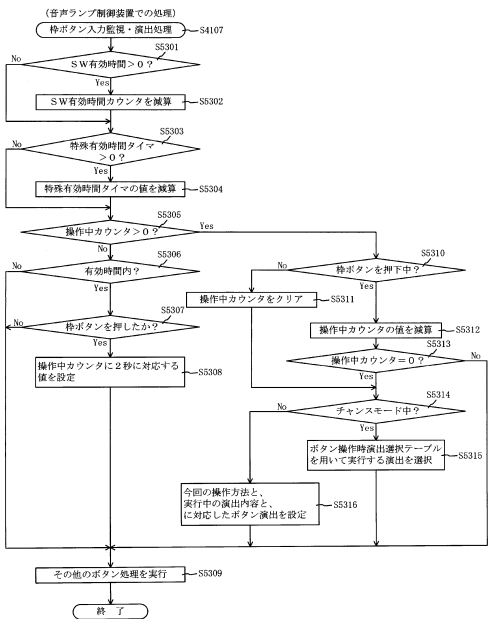 (音声ランプ制御装置での処理)
枠ボタン入力監視・演出処理
S4107
S5301
SW有効時間>0？
No
Yes
SW有効時間カウンタを減算
S5302
S5303
特殊有効時間タイマ
>0？
No
Yes
特殊有効時間タイマの値を減算
S5304
S5305
操作中カウンタ>0？
Yes
No
S5306
有効時間内？
No
Yes
S5307
枠ボタンを押したか？
No
Yes
操作中カウンタに2秒に対応する
値を設定
S5308
S5310
枠ボタンを押下中？
No
Yes
操作中カウンタをクリア
S5311
操作中カウンタの値を減算
S5312
S5313
操作中カウンタ=0？
No
Yes
S5314
チャンスモード中？
No
Yes
ボタン操作時演出選択テーブル
を用いて実行する演出を選択
S5315
今回の操作方法と、
実行中の演出内容と、
に対応したボタン演出を設定
S5316
その他のボタン処理を実行
S5309
終了